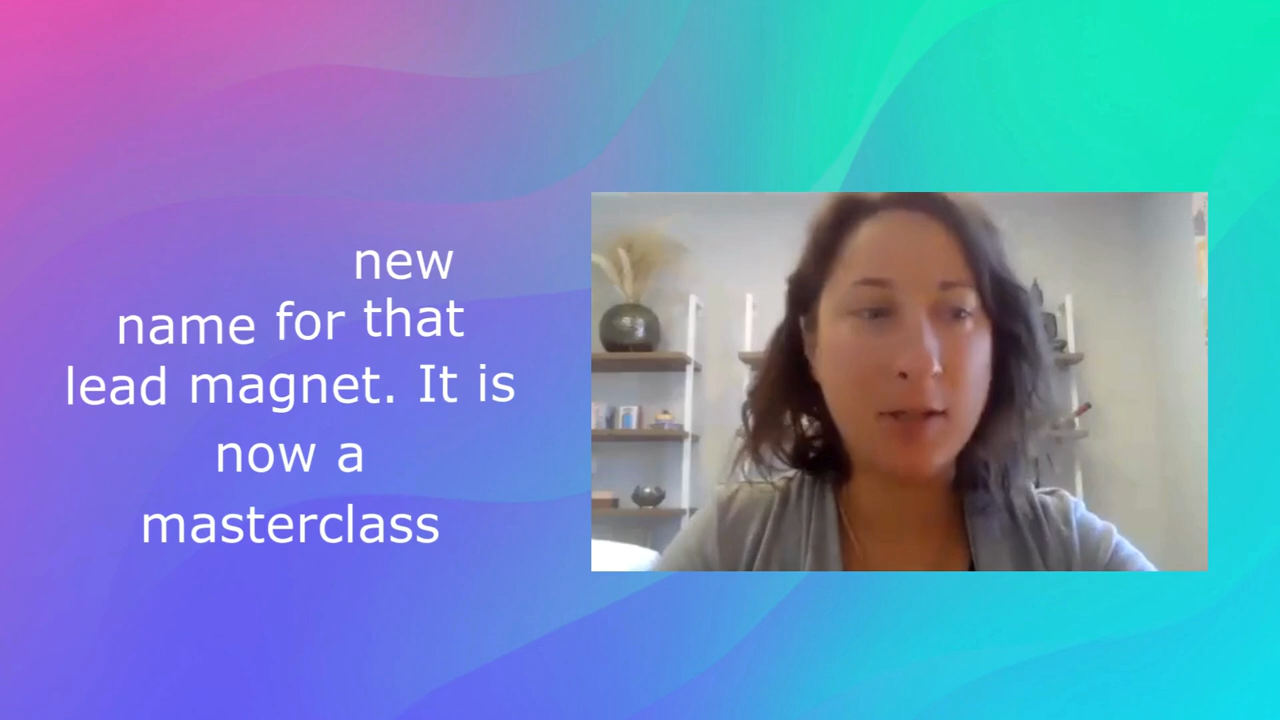 new
name for that
lead magnet. It is
now a
masterclass